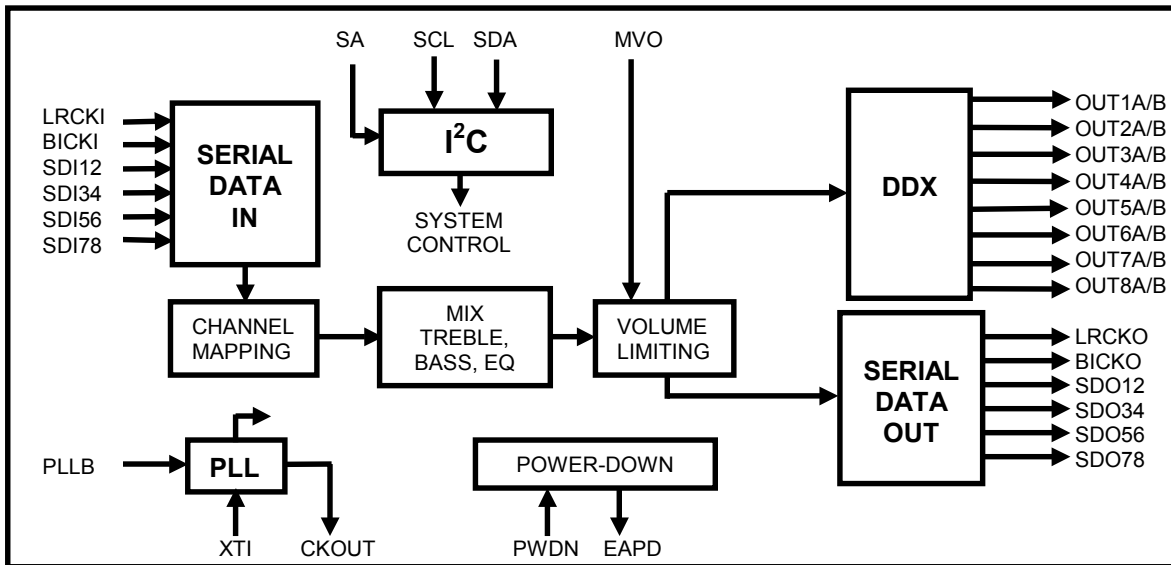 SA
SCL
SDA
MVO
LRCKI
BICKI
SDI12
SDI34
SDI56
SDI78
SERIAL
DATA
IN
I²C
SYSTEM
CONTROL
DDX
OUT1A/B
OUT2A/B
OUT3A/B
OUT4A/B
OUT5A/B
OUT6A/B
OUT7A/B
OUT8A/B
CHANNEL
MAPPING
MIX
TREBLE,
BASS, EQ
VOLUME
LIMITING
SERIAL
DATA
OUT
LRCKO
BICKO
SDO12
SDO34
SDO56
SDO78
PLLB
PLL
XTI
CKOUT
POWER-DOWN
PWDN
EAPD